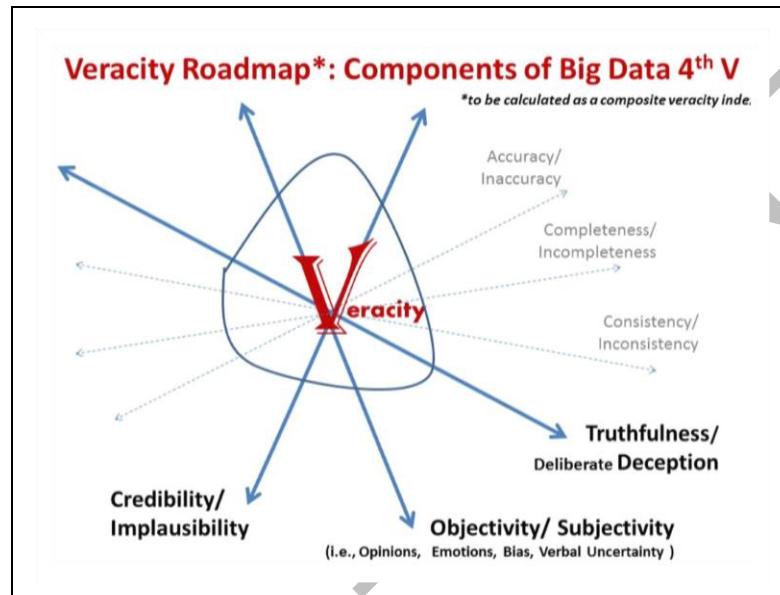 Veracity Roadmap*: Components of Big Data 4th V
*to be calculated as a composite veracity inde.
Accuracy/
Inaccuracy
Completeness/
Incompleteness
Veracity
Consistency/
Inconsistency
Truthfulness/
Deliberate Deception
Credibility/
Implausibility
Objectivity/ Subjectivity
(i.e., Opinions, Emotions, Bias, Verbal Uncertainty )